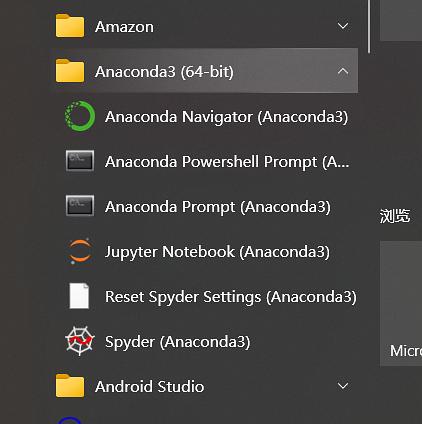 Amazon
Anaconda3 (64-bit)
Anaconda Navigator (Anaconda3)
Anaconda Powershell Prompt (A...
Anaconda Prompt (Anaconda3)
浏览
Jupyter Notebook (Anaconda3)
Reset Spyder Settings (Anaconda3)
Spyder (Anaconda3)
Micro
Android Studio